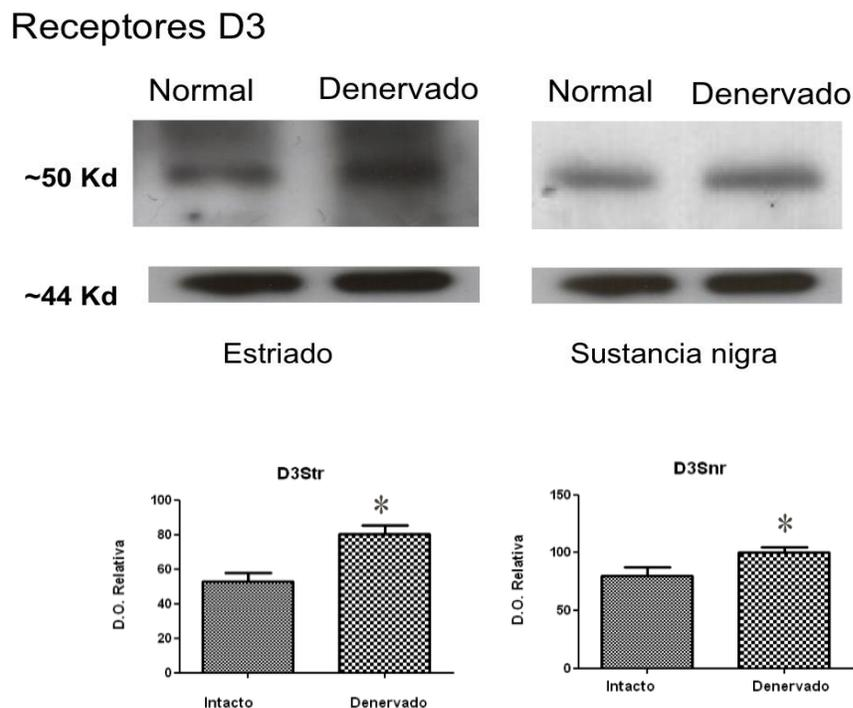 Receptores D3
Normal Denervado Normal Denervado
~50 Kd
~44 Kd
Estriado Sustancia nigra
D3Str
100
80
60
40
20
0
D.O. Relativa
*
Intacto Denervado
D3Snr
150
100
50
0
D.O. Relativa
*
Intacto Denervado